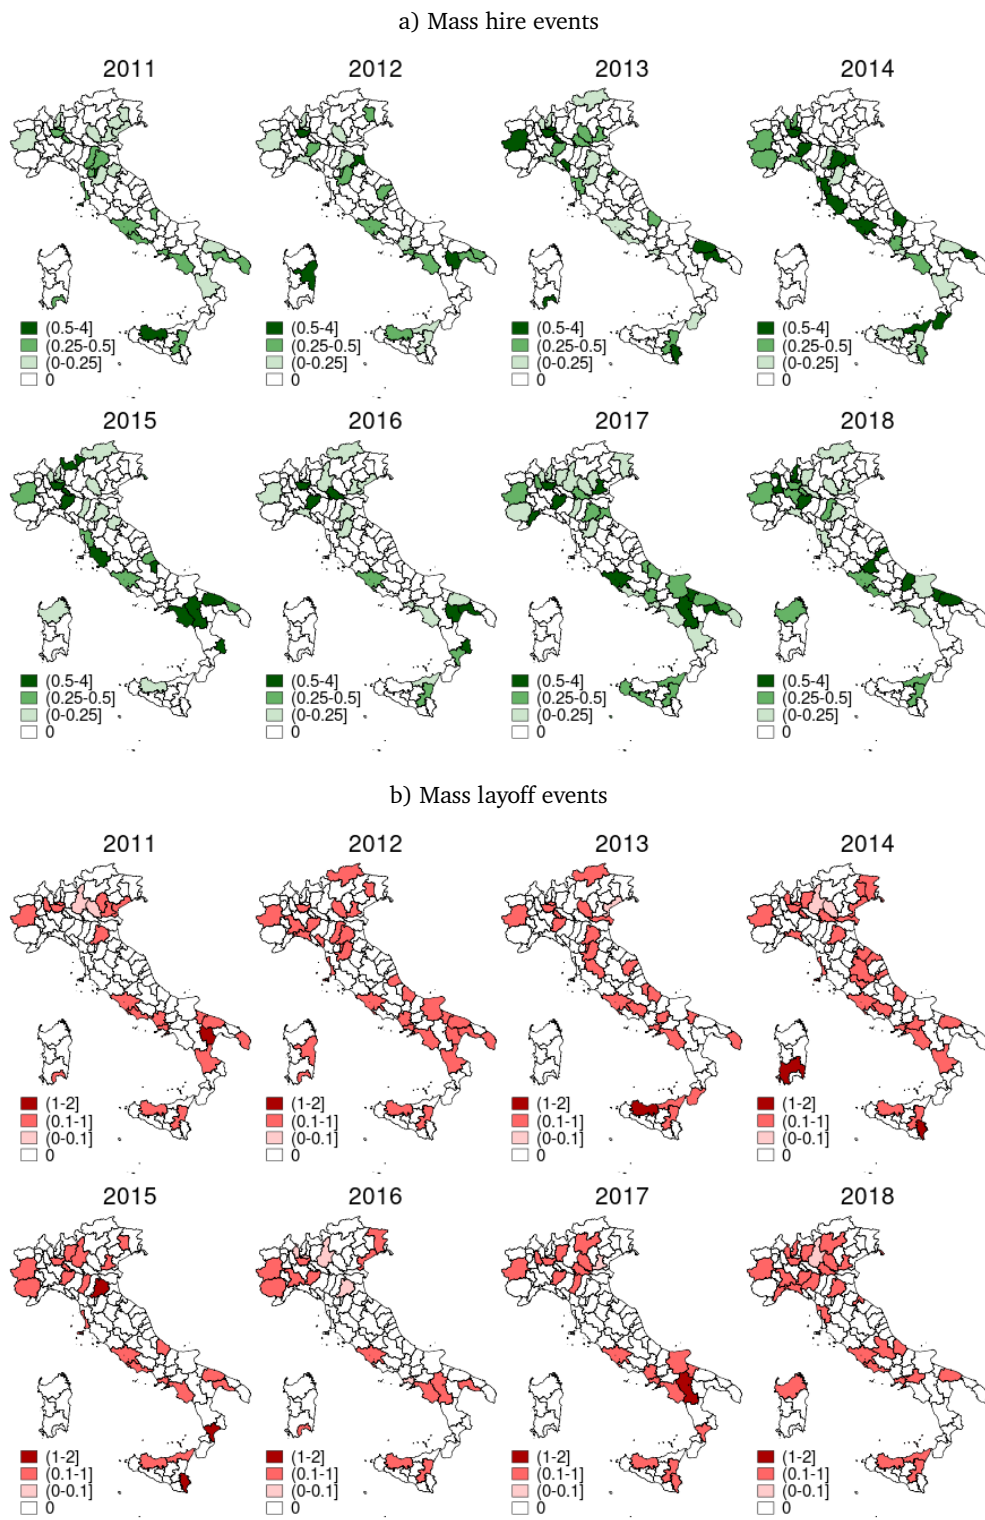 a) Mass hire events
2011 2012 2013 2014
(0.5-4] (0.5-4] (0.5-4] (0.5-4]
(0.25-0.5] (0.25-0.5] (0.25-0.5] (0.25-0.5]
(0-0.25] (0-0.25] (0-0.25] (0-0.25]
0 0 0 0
2015 2016 2017 2018
(0.5-4] (0.5-4] (0.5-4] (0.5-4]
(0.25-0.5] (0.25-0.5] (0.25-0.5] (0.25-0.5]
(0-0.25] (0-0.25] (0-0.25] (0-0.25]
0 0 0 0
b) Mass layoff events
2011 2012 2013 2014
(1-2] (1-2] (1-2] (1-2]
(0.1-1] (0.1-1] (0.1-1] (0.1-1]
(0-0.1] (0-0.1] (0-0.1] (0-0.1]
0 0 0 0
2015 2016 2017 2018
(1-2] (1-2] (1-2] (1-2]
(0.1-1] (0.1-1] (0.1-1] (0.1-1]
(0-0.1] (0-0.1] (0-0.1] (0-0.1]
0 0 0 0